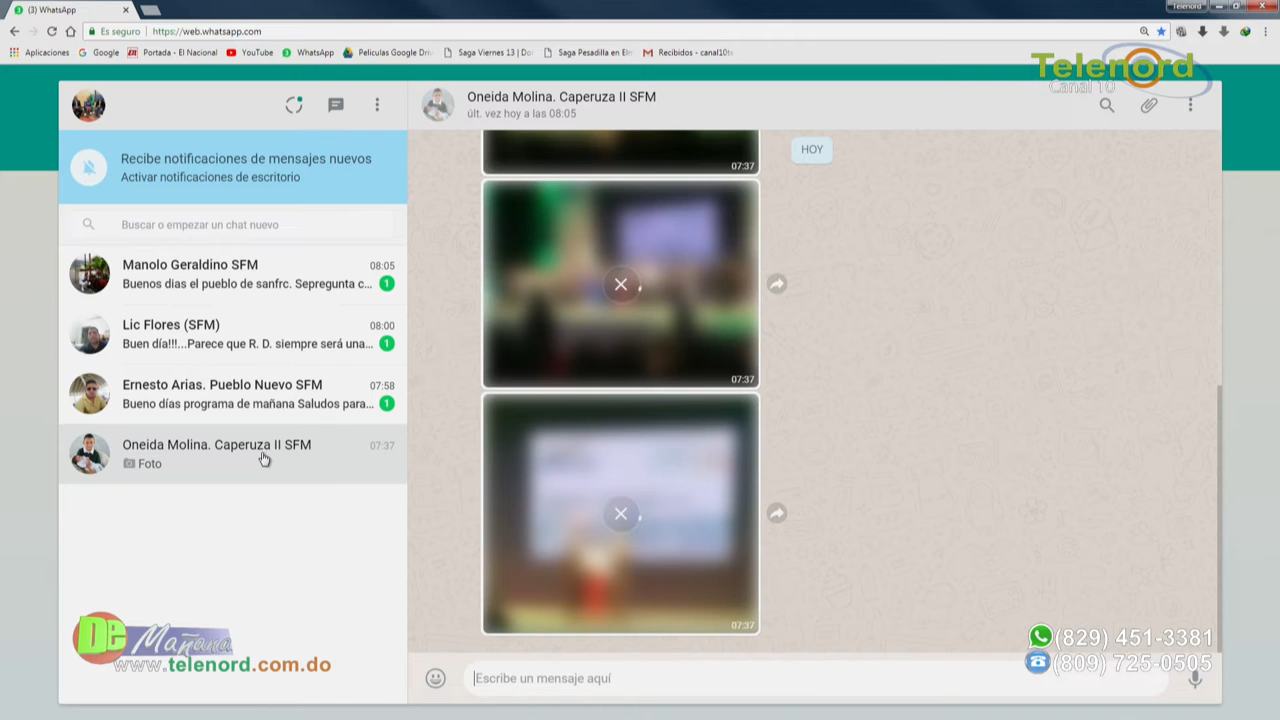 (3) WhatsApp
Telenord
Es seguro https://web.whatsapp.com
Aplicaciones Google Portada - El Nacional YouTube WhatsApp Peliculas Google Driv Saga Viernes 13 | Dor Saga Pesadilla en Elm Recibidos - canal10te
Telenord
Canal 10
Oneida Molina. Caperuza II SFM
últ. vez hoy a las 08:05
Recibe notificaciones de mensajes nuevos
Activar notificaciones de escritorio
Buscar o empezar un chat nuevo
Manolo Geraldino SFM 08:05
Buenos dias el pueblo de sanfrc. Sepregunta c... 1
Lic Flores (SFM) 08:00
Buen día!!!...Parece que R. D. siempre será una... 1
Ernesto Arias. Pueblo Nuevo SFM 07:58
Bueno días programa de mañana Saludos para... 1
Oneida Molina. Caperuza II SFM 07:37
Foto
HOY
07:37
07:37
07:37
Escribe un mensaje aquí
De Mañana
www.telenord.com.do
(829) 451-3381
(809) 725-0505